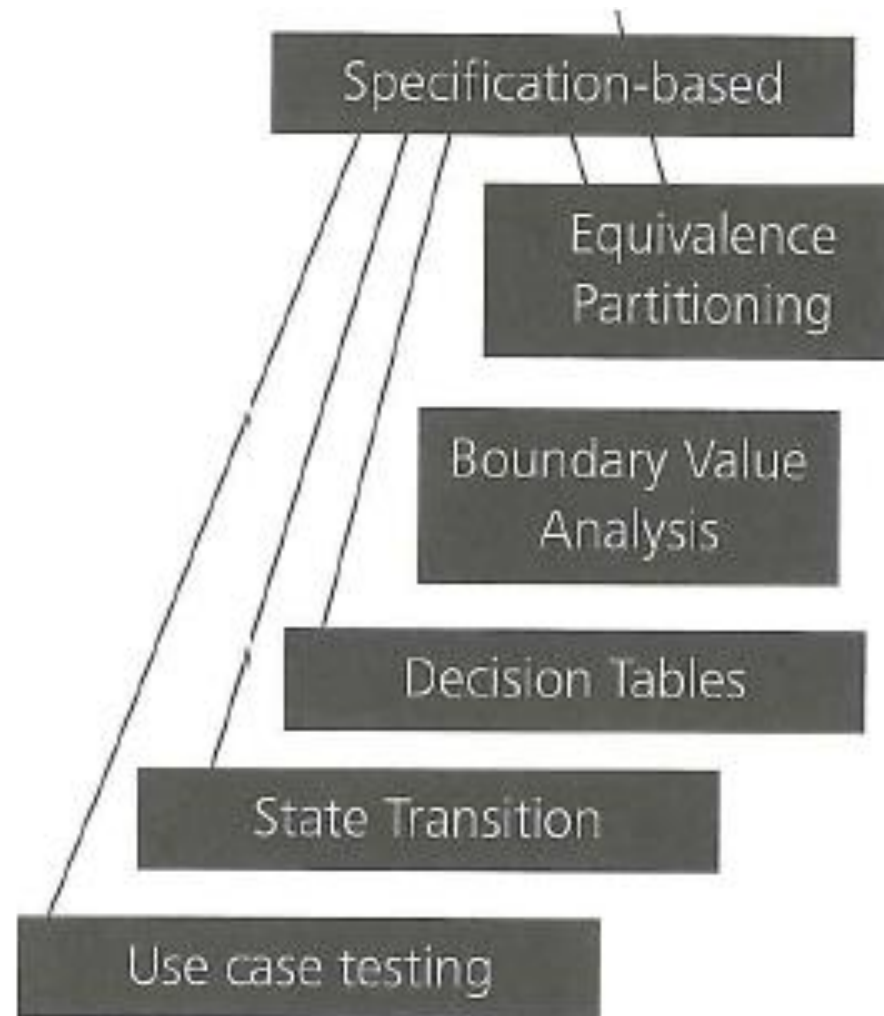 Specification-based
Equivalence
Partitioning
Boundary Value
Analysis
Decision Tables
State Transition
Use case testing